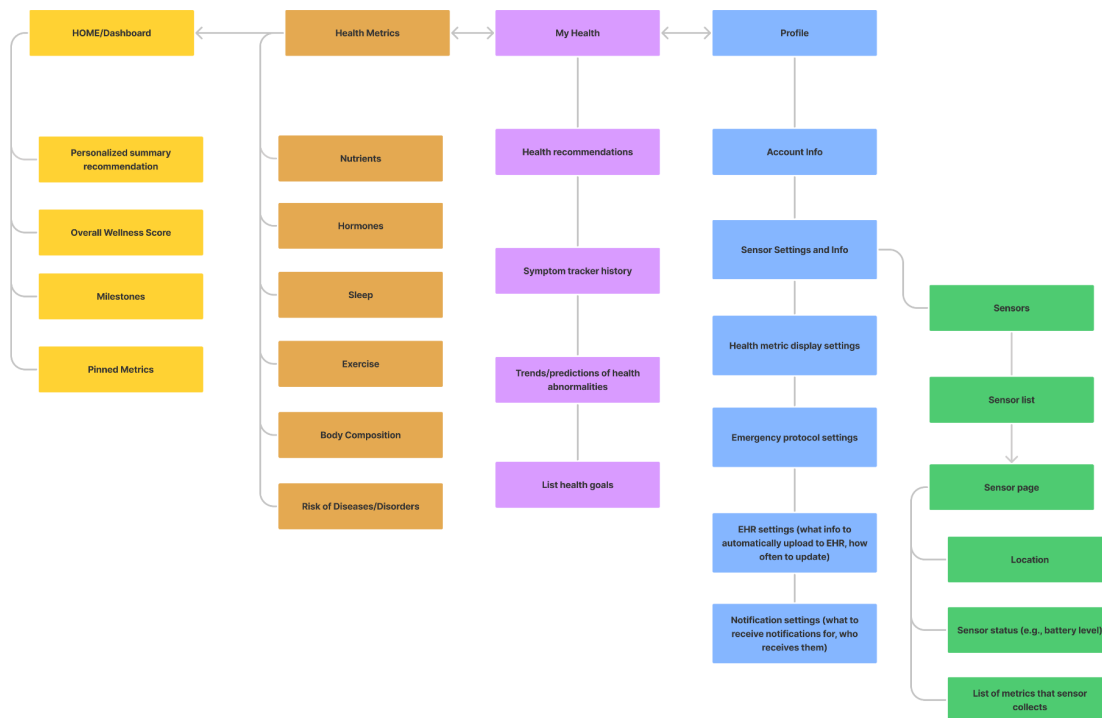 HOME/Dashboard
Health Metrics
My Health
Profile
Personalized summary
recommendation
Overall Wellness Score
Milestones
Pinned Metrics
Nutrients
Hormones
Sleep
Exercise
Body Composition
Risk of Diseases/Disorders
Health recommendations
Symptom tracker history
Trends/predictions of health
abnormalities
List health goals
Account Info
Sensor Settings and Info
Health metric display settings
Emergency protocol settings
EHR settings (what info to
automatically upload to EHR, how
often to update)
Notification settings (what to
receive notifications for, who
receives them)
Sensors
Sensor list
Sensor page
Location
Sensor status (e.g., battery level)
List of metrics that sensor
collects